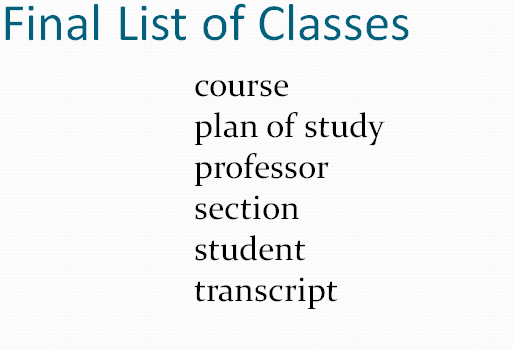 Final List of Classes
course
plan of study
professor
section
student
transcript